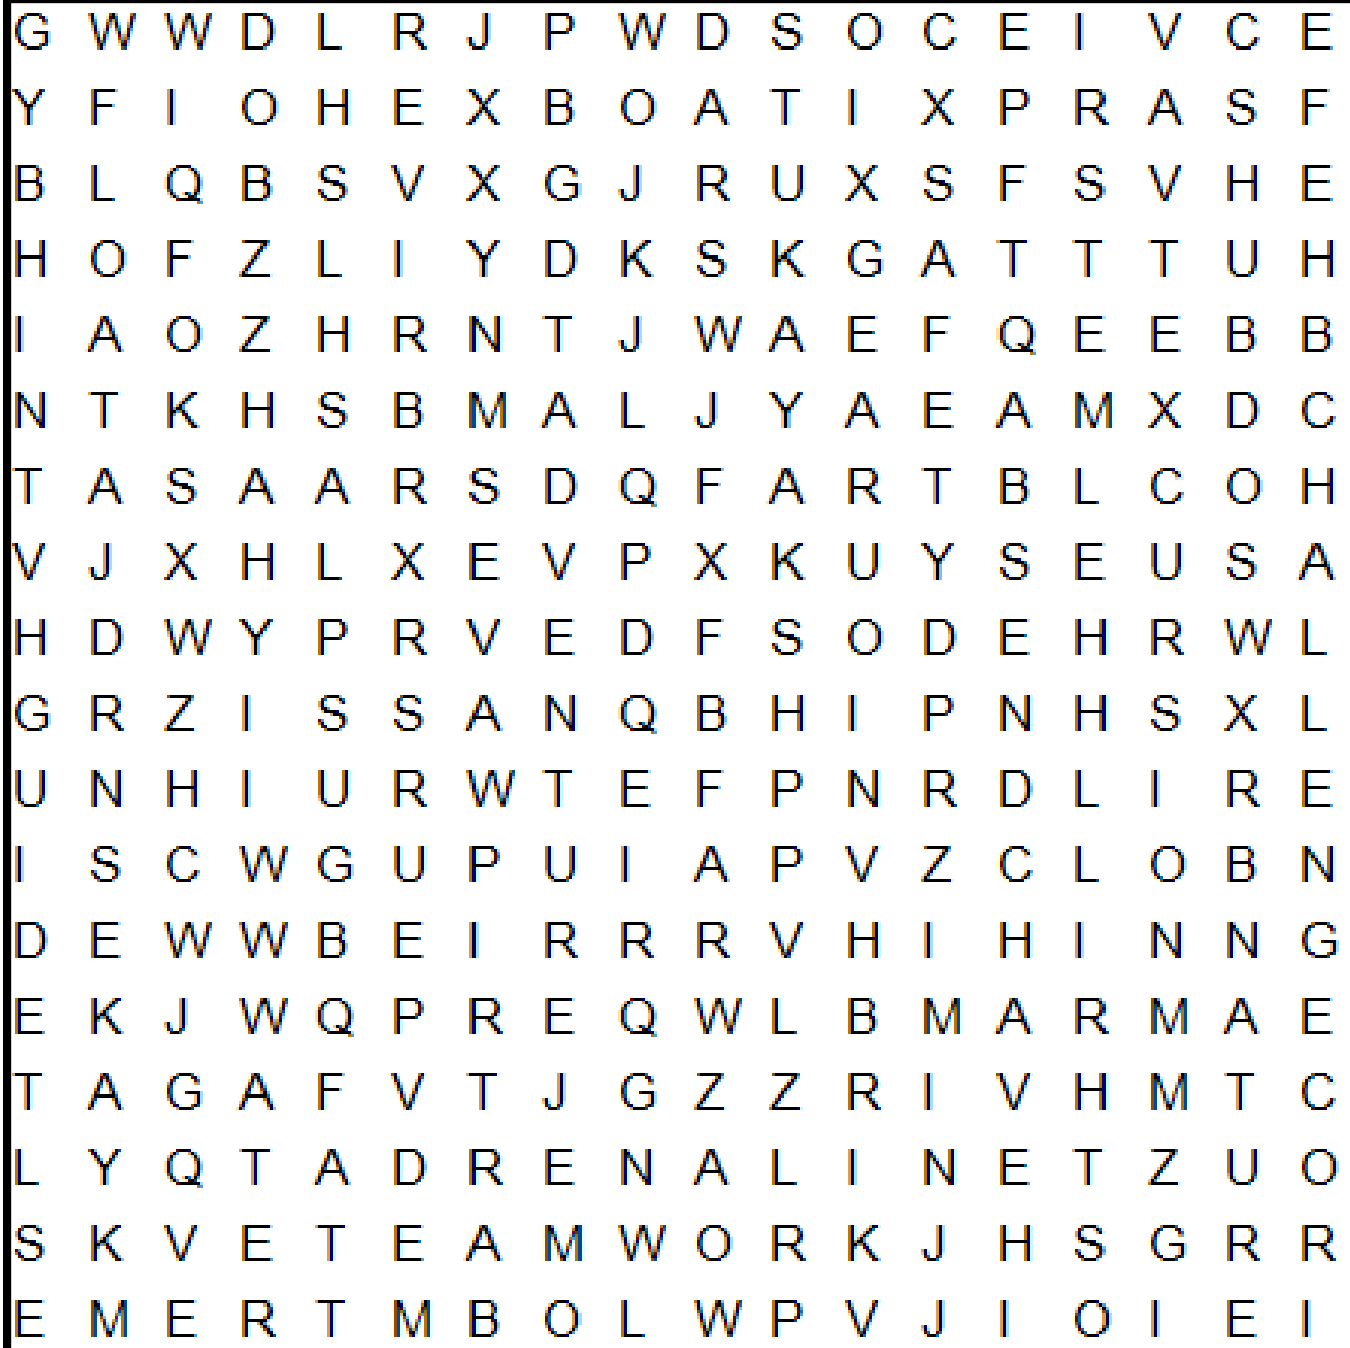 G W W D L R J P W D S O C E I V C E
Y F I O H E X B O A T I X P R A S F
B L Q B S V X G J R U X S F S V H E
H O F Z L I Y D K S K G A T T T U H
I A O Z H R N T J W A E F Q E E B B
N T K H S B M A L J Y A E A M X D C
T A S A A R S D Q F A R T B L C O H
V J X H L X E V P X K U Y S E U S A
H D W Y P R V E D F S O D E H R W L
G R Z I S S A N Q B H I P N H S X L
U N H I U R W T E F P N R D L I R E
I S C W G U P U I A P V Z C L O B N
D E W W B E I R R R V H I H I N N G
E K J W Q P R E Q W L B M A R M A E
T A G A F V T J G Z Z R I V H M T C
L Y Q T A D R E N A L I N E T Z U O
S K V E T E A M W O R K J H S G R R
E M E R T M B O L W P V J I O I E I